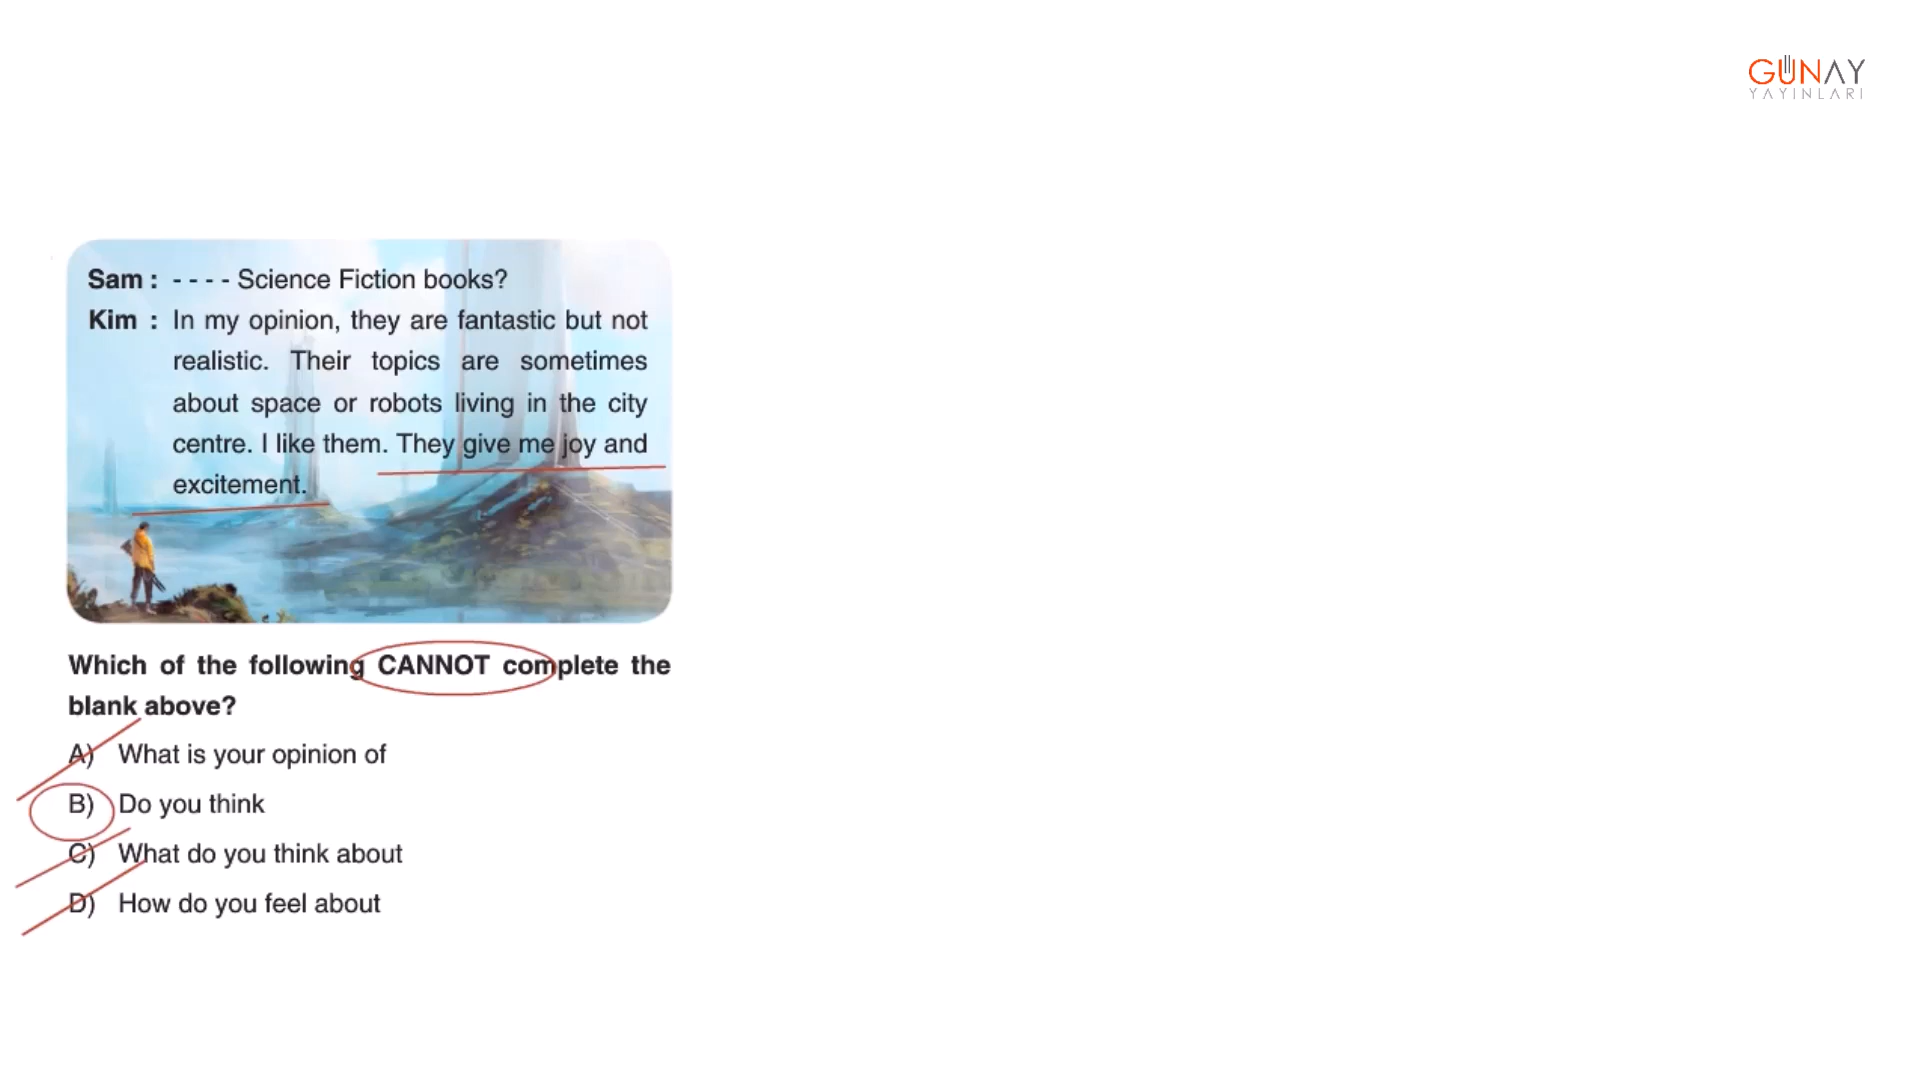 GÜNAY
YAYINLARI
Sam : - - - - Science Fiction books?
Kim : In my opinion, they are fantastic but not
realistic. Their topics are sometimes
about space or robots living in the city
centre. I like them. They give me joy and
excitement.
Which of the following CANNOT complete the
blank above?
A) What is your opinion of
B) Do you think
C) What do you think about
D) How do you feel about